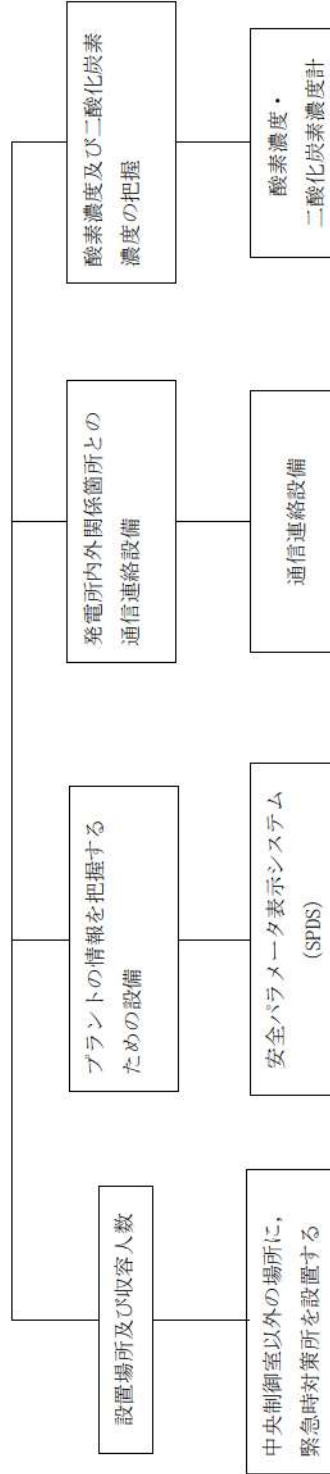 設置場所及び収容人数
中央制御室以外の場所に，
緊急時対策所を設置する
プラントの情報を把握する
ための設備
安全パラメータ表示システム
(SPDS)
発電所内外関係箇所との
通信連絡設備
通信連絡設備
酸素濃度及び二酸化炭素
濃度の把握
酸素濃度・
二酸化炭素濃度計